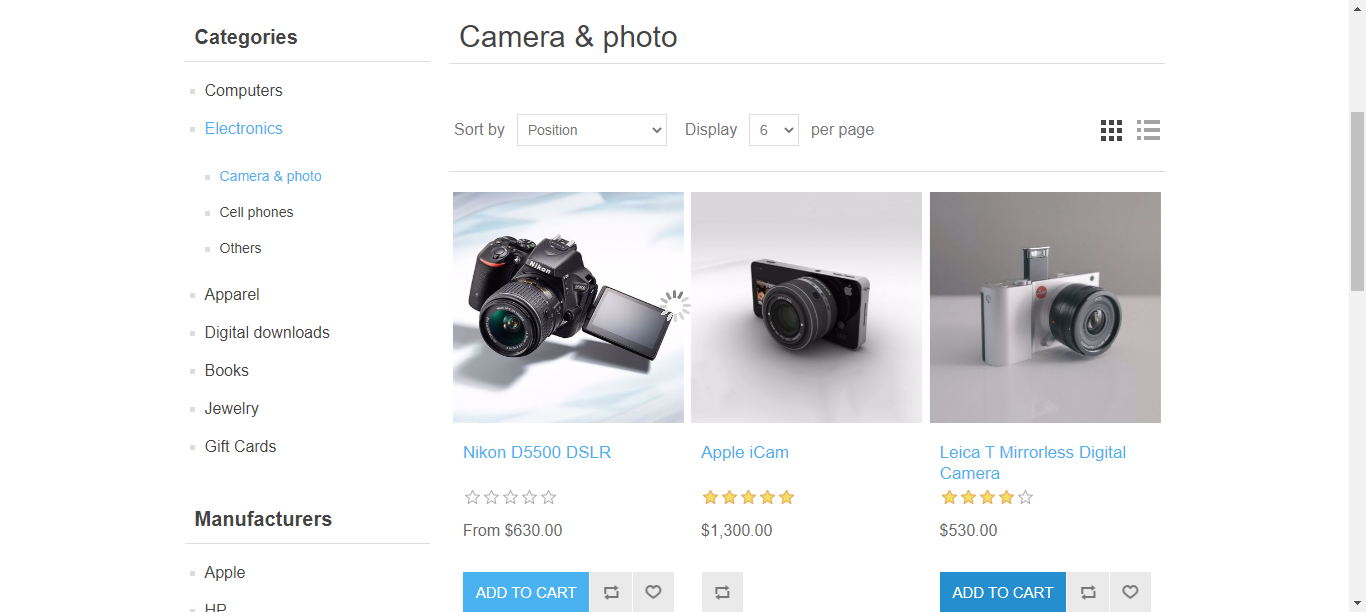 Categories
Computers
Electronics
Camera & photo
Cell phones
Others
Apparel
Digital downloads
Books
Jewelry
Gift Cards
Manufacturers
Apple
HP
Camera & photo
Sort by Position Display 6 per page
Nikon
Nikon D5500 DSLR
From $630.00
ADD TO CART
Apple iCam
$1,300.00
Leica T Mirrorless Digital
Camera
$530.00
ADD TO CART